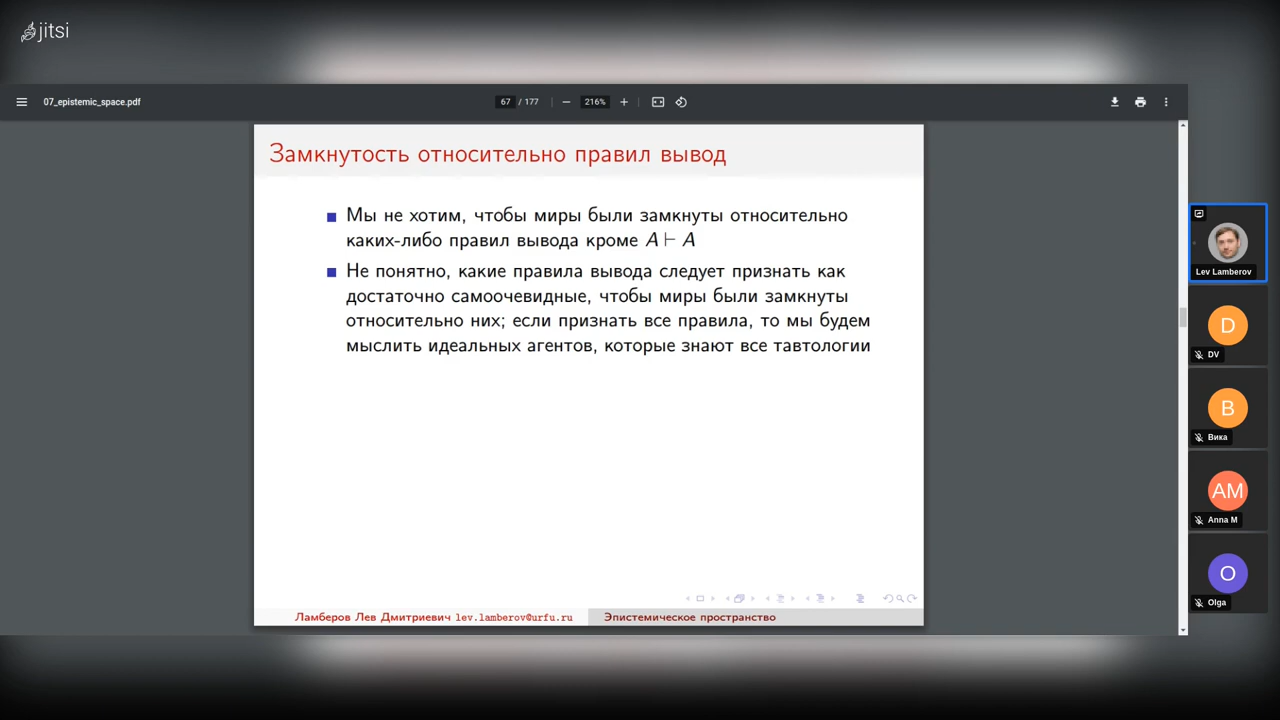 jitsi
07_epistemic_space.pdf
67 / 177
216%
Замкнутость относительно правил вывод
Мы не хотим, чтобы миры были замкнуты относительно
каких-либо правил вывода кроме A ⊢ A
Не понятно, какие правила вывода следует признать как
достаточно самоочевидные, чтобы миры были замкнуты
относительно них; если признать все правила, то мы будем
мыслить идеальных агентов, которые знают все тавтологии
Ламберов Лев Дмитриевич lev.lamberov@urfu.ru
Эпистемическое пространство
Lev Lamberov
D
DV
В
Вика
AM
Anna M
O
Olga